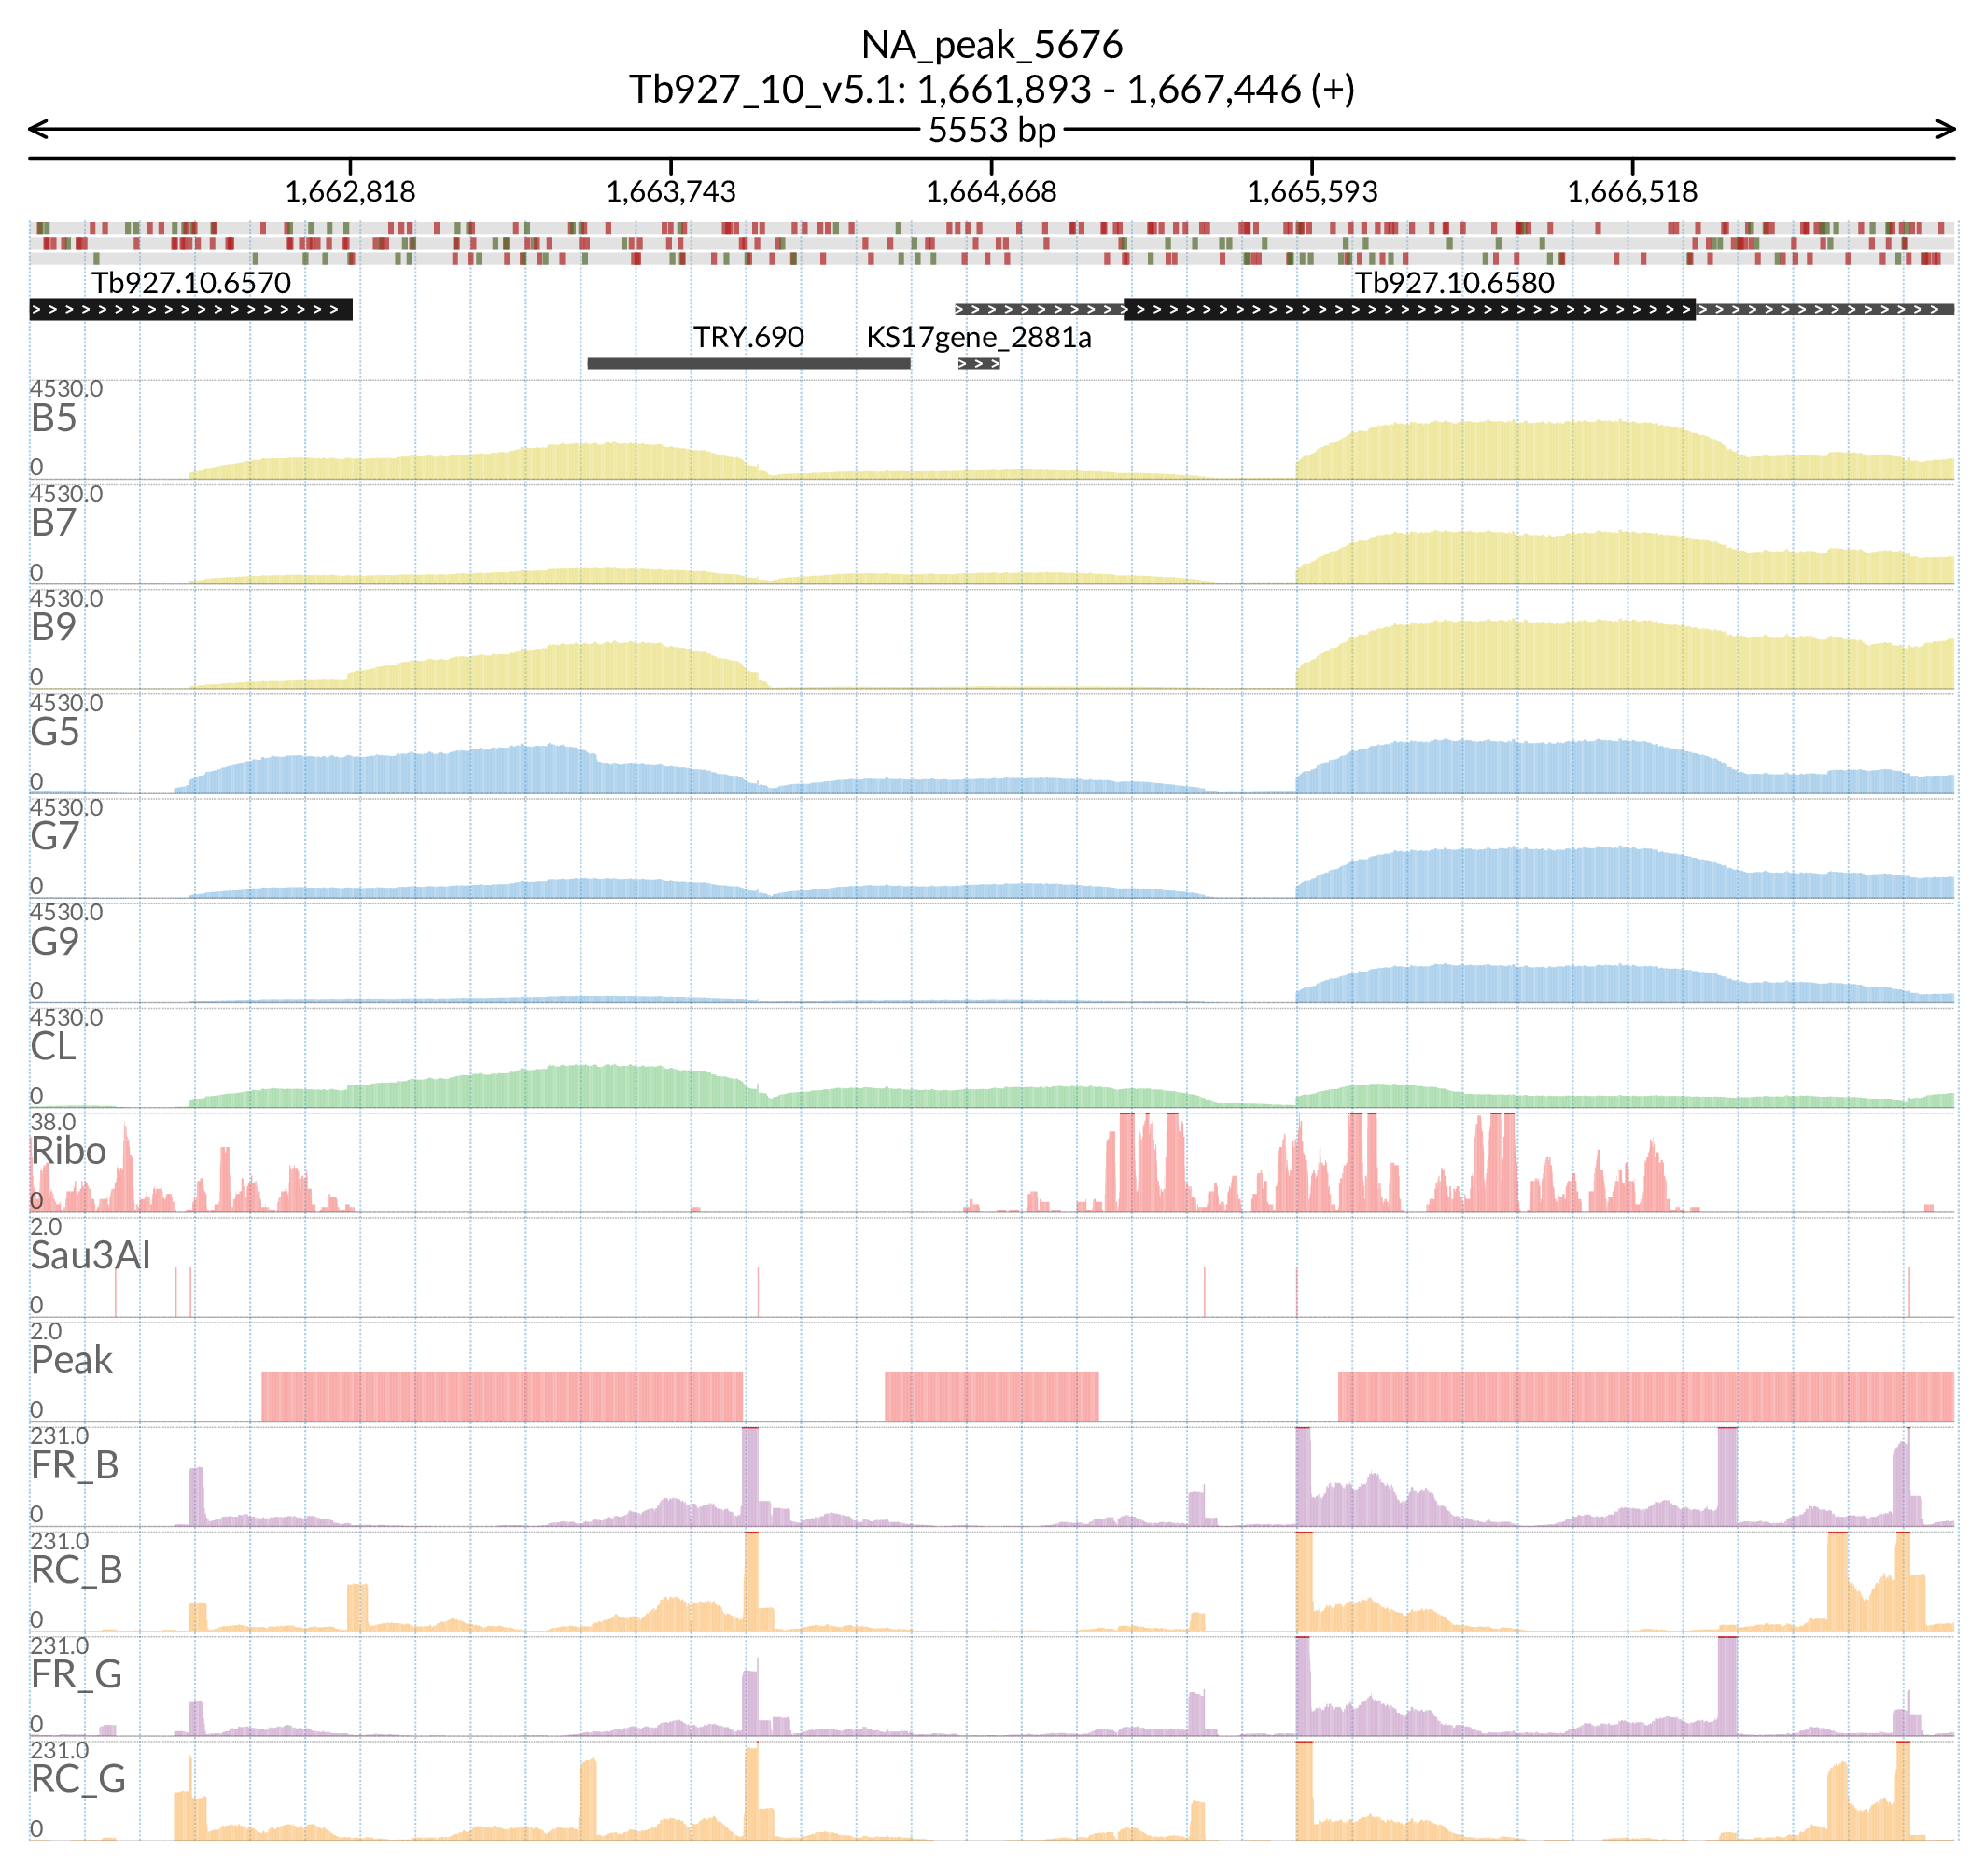 NA_peak_5676
Tb927_10_v5.1: 1,661,893 - 1,667,446 (+)
5553 bp
1,662,818 1,663,743 1,664,668 1,665,593 1,666,518
Tb927.10.6570 Tb927.10.6580
TRY.690 KS17gene_2881a
4530.0
B5
0
4530.0
B7
0
4530.0
B9
0
4530.0
G5
0
4530.0
G7
0
4530.0
G9
0
4530.0
CL
0
38.0
Ribo
0
2.0
Sau3AI
0
2.0
Peak
0
231.0
FR_B
0
231.0
RC_B
0
231.0
FR_G
0
231.0
RC_G
0